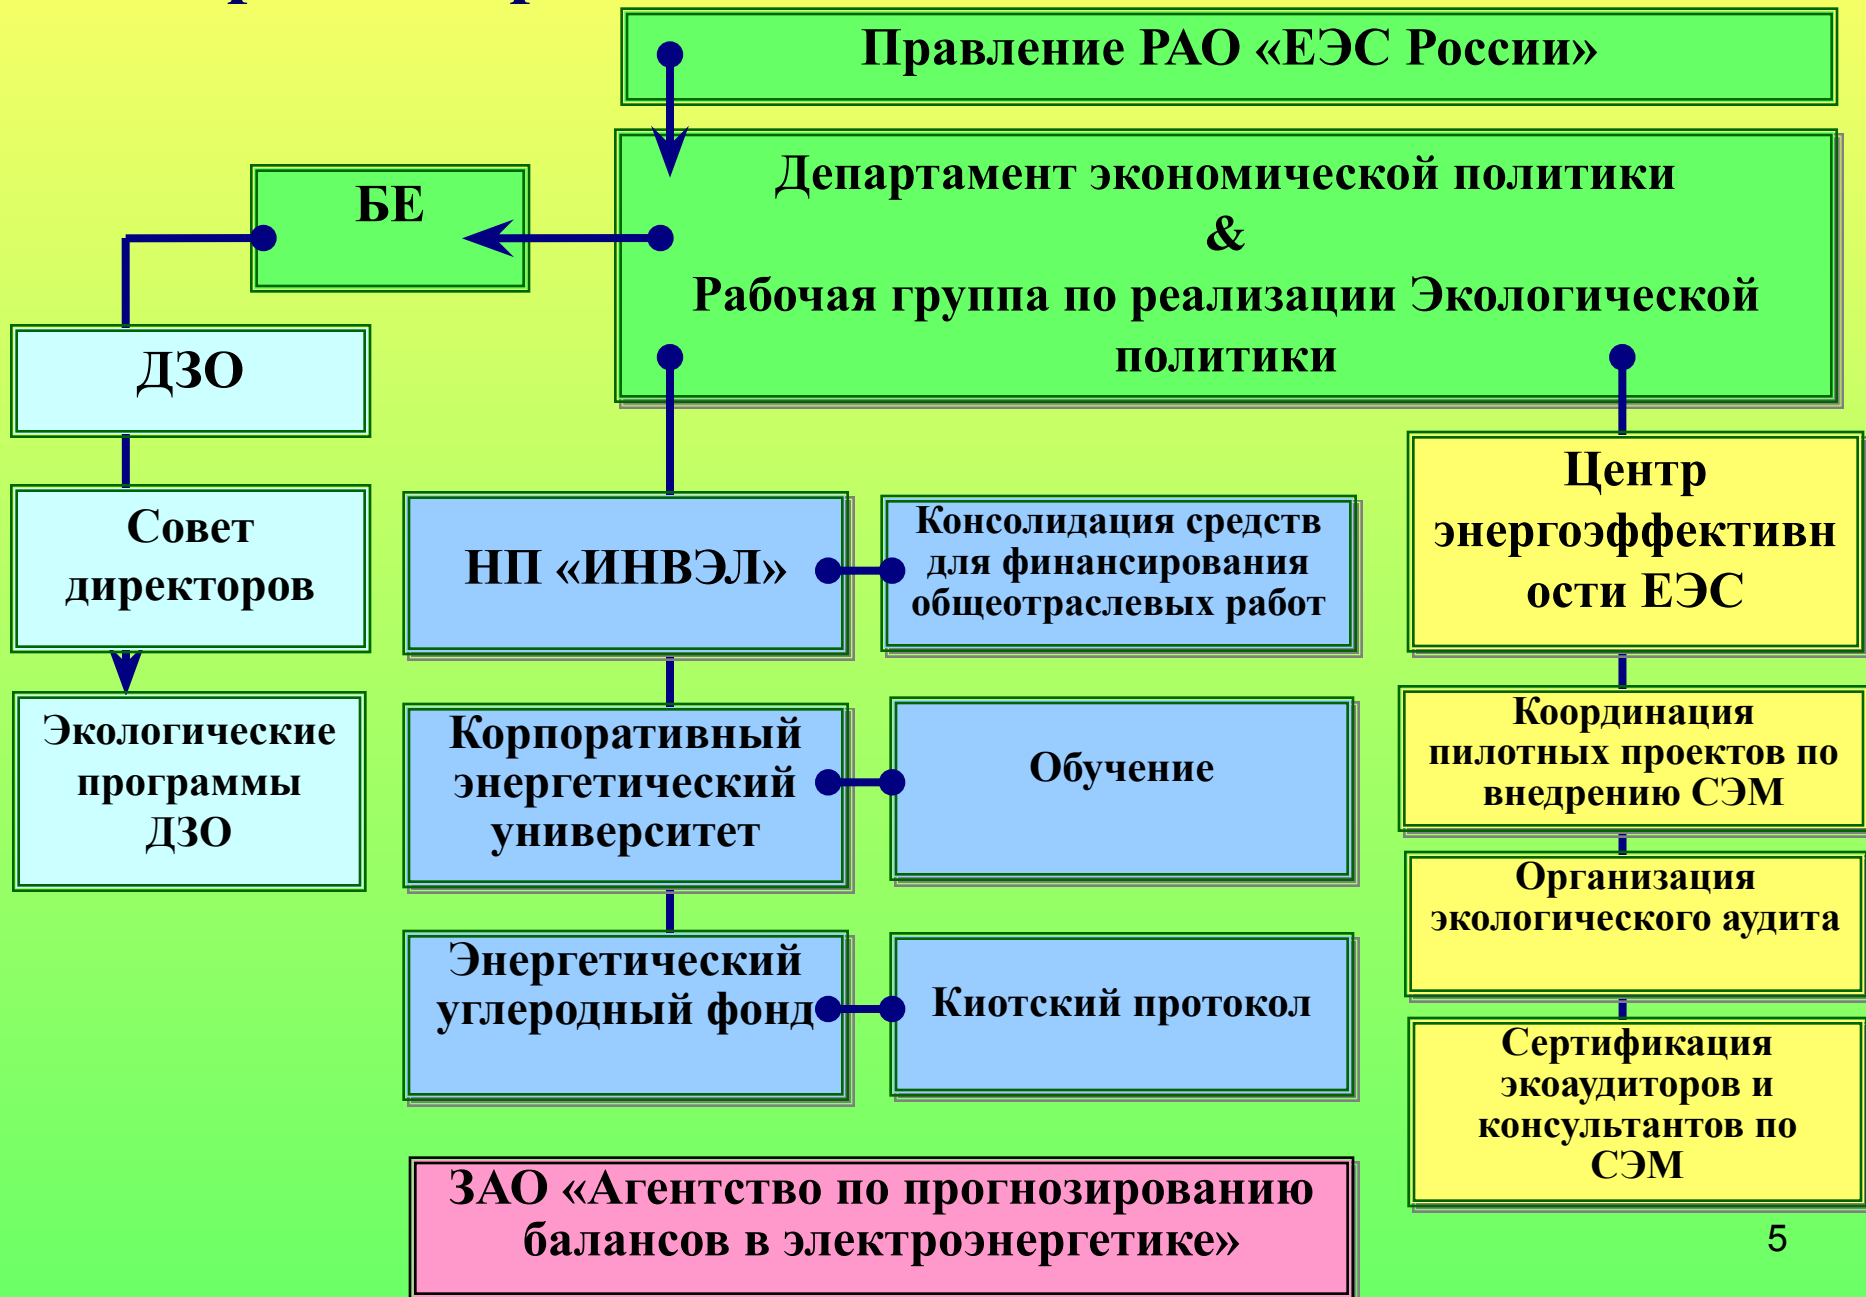 Правление РАО «ЕЭС России»
Департамент экономической политики
&
Рабочая группа по реализации Экологической
политики
БЕ
ДЗО
Совет
директоров
Экологические
программы
ДЗО
НП «ИНВЭЛ»
Консолидация средств
для финансирования
общеотраслевых работ
Корпоративный
энергетический
университет
Обучение
Энергетический
углеродный фонд
Киотский протокол
Центр
энергоэффективн
ости ЕЭС
Координация
пилотных проектов по
внедрению СЭМ
Организация
экологического аудита
Сертификация
экоаудиторов и
консультантов по
СЭМ
ЗАО «Агентство по прогнозированию
балансов в электроэнергетике»
5